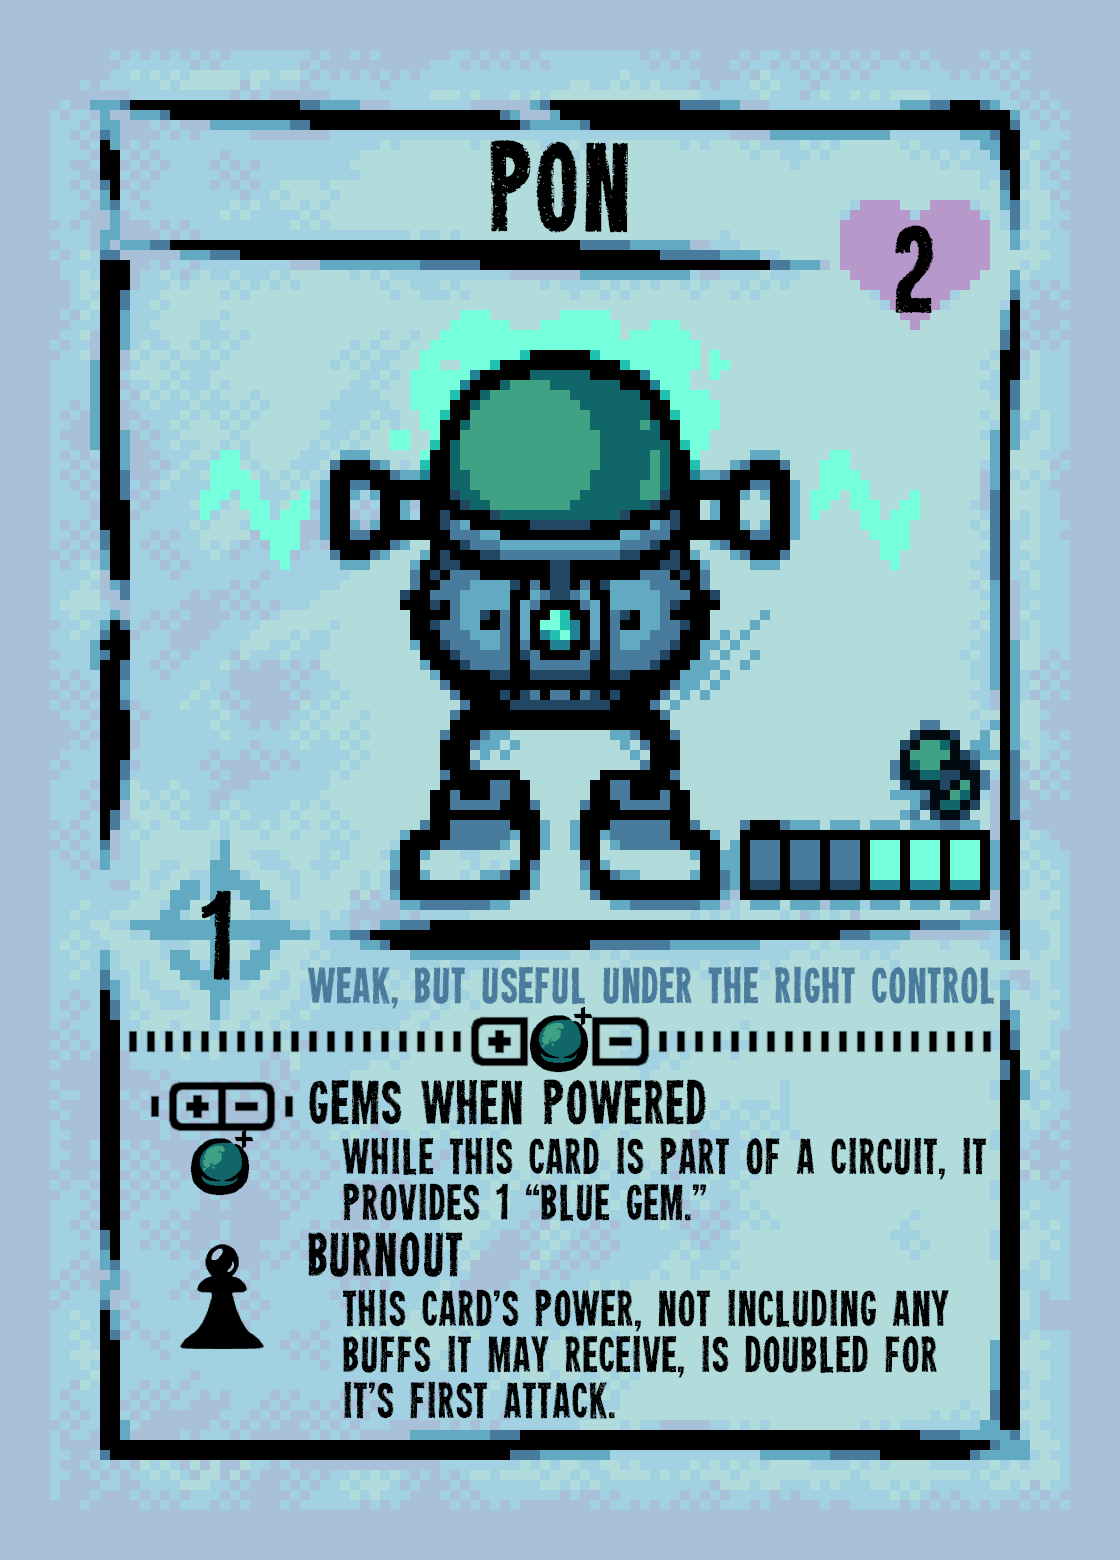 PON
2
1
WEAK, BUT USEFUL UNDER THE RIGHT CONTROL
GEMS WHEN POWERED
WHILE THIS CARD IS PART OF A CIRCUIT, IT
PROVIDES 1 “BLUE GEM.”
BURNOUT
THIS CARD’S POWER, NOT INCLUDING ANY
BUFFS IT MAY RECEIVE, IS DOUBLED FOR
IT’S FIRST ATTACK.